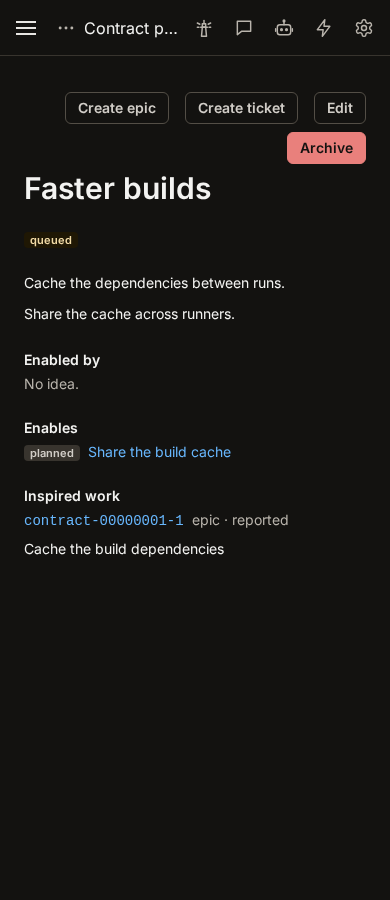 Contract p...
Create epic
Create ticket
Edit
Archive
Faster builds
queued
Cache the dependencies between runs.
Share the cache across runners.
Enabled by
No idea.
Enables
planned Share the build cache
Inspired work
contract-00000001-1 epic · reported
Cache the build dependencies